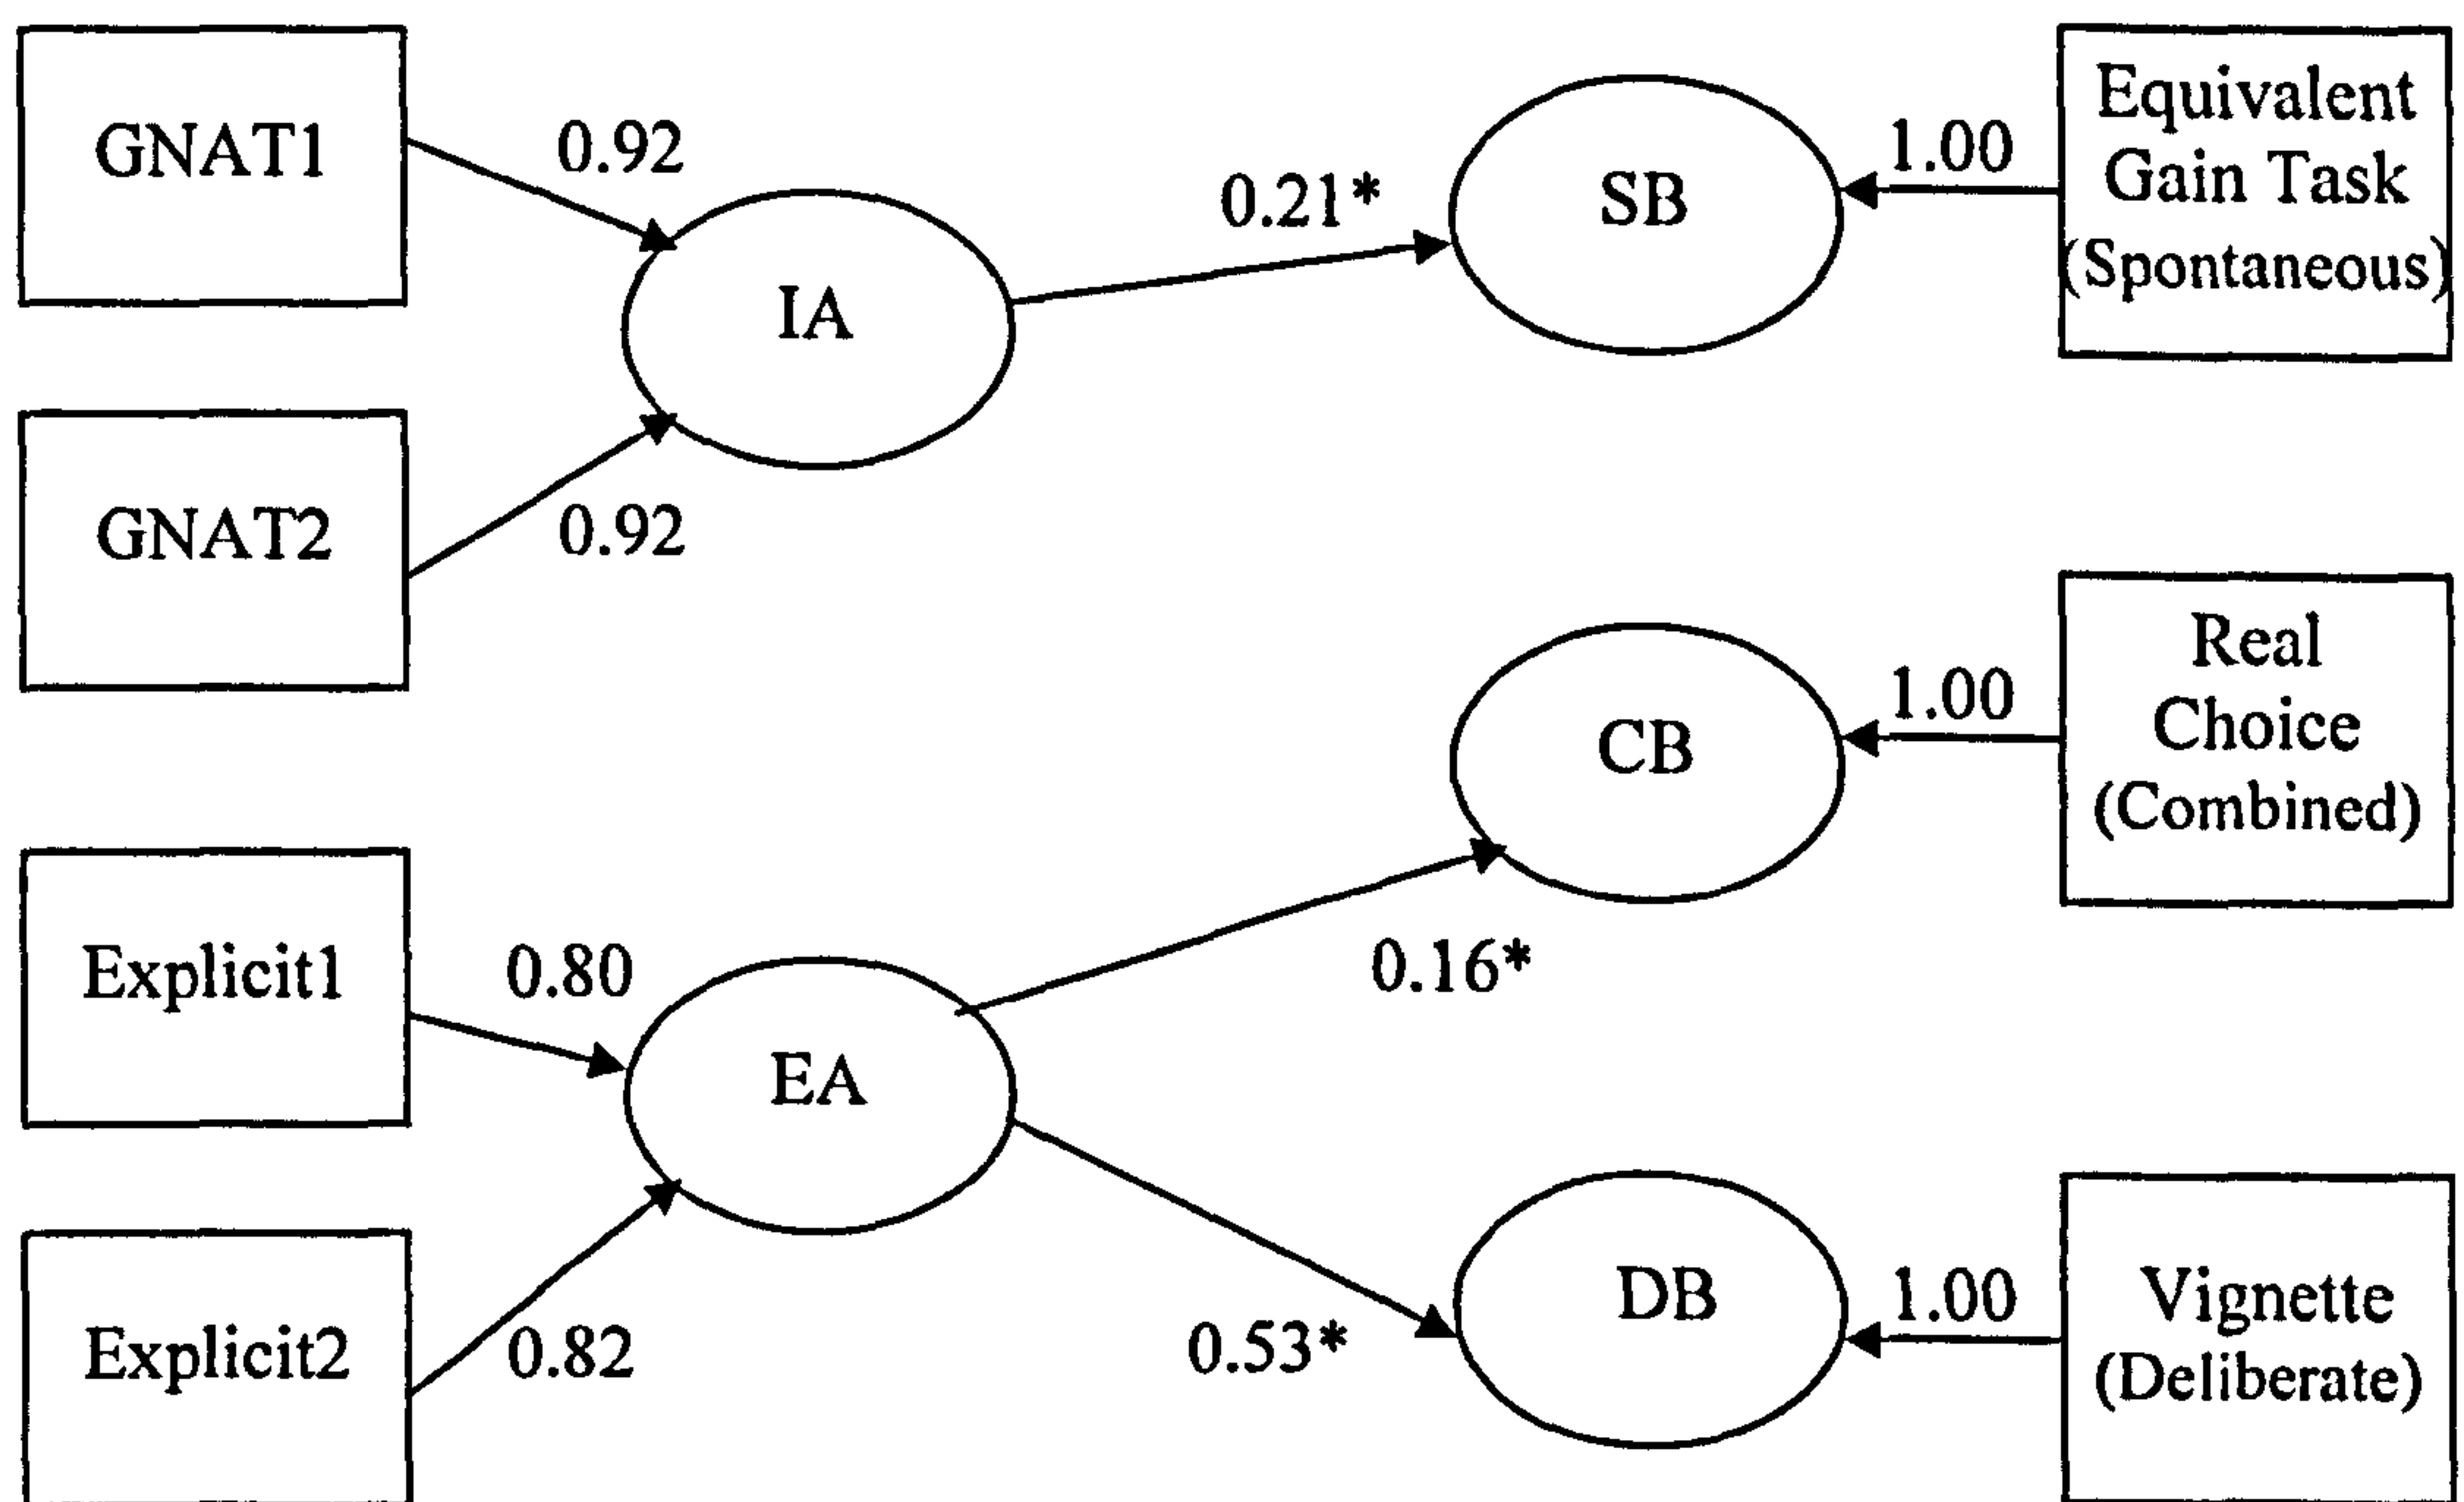 GNAT1
0.92
IA
0.21*
SB
1.00
Equivalent
Gain Task
(Spontaneous)
GNAT2
0.92
CB
1.00
Real
Choice
(Combined)
Explicit1
0.80
EA
0.16*
Explicit2
0.82
0.53*
DB
1.00
Vignette
(Deliberate)